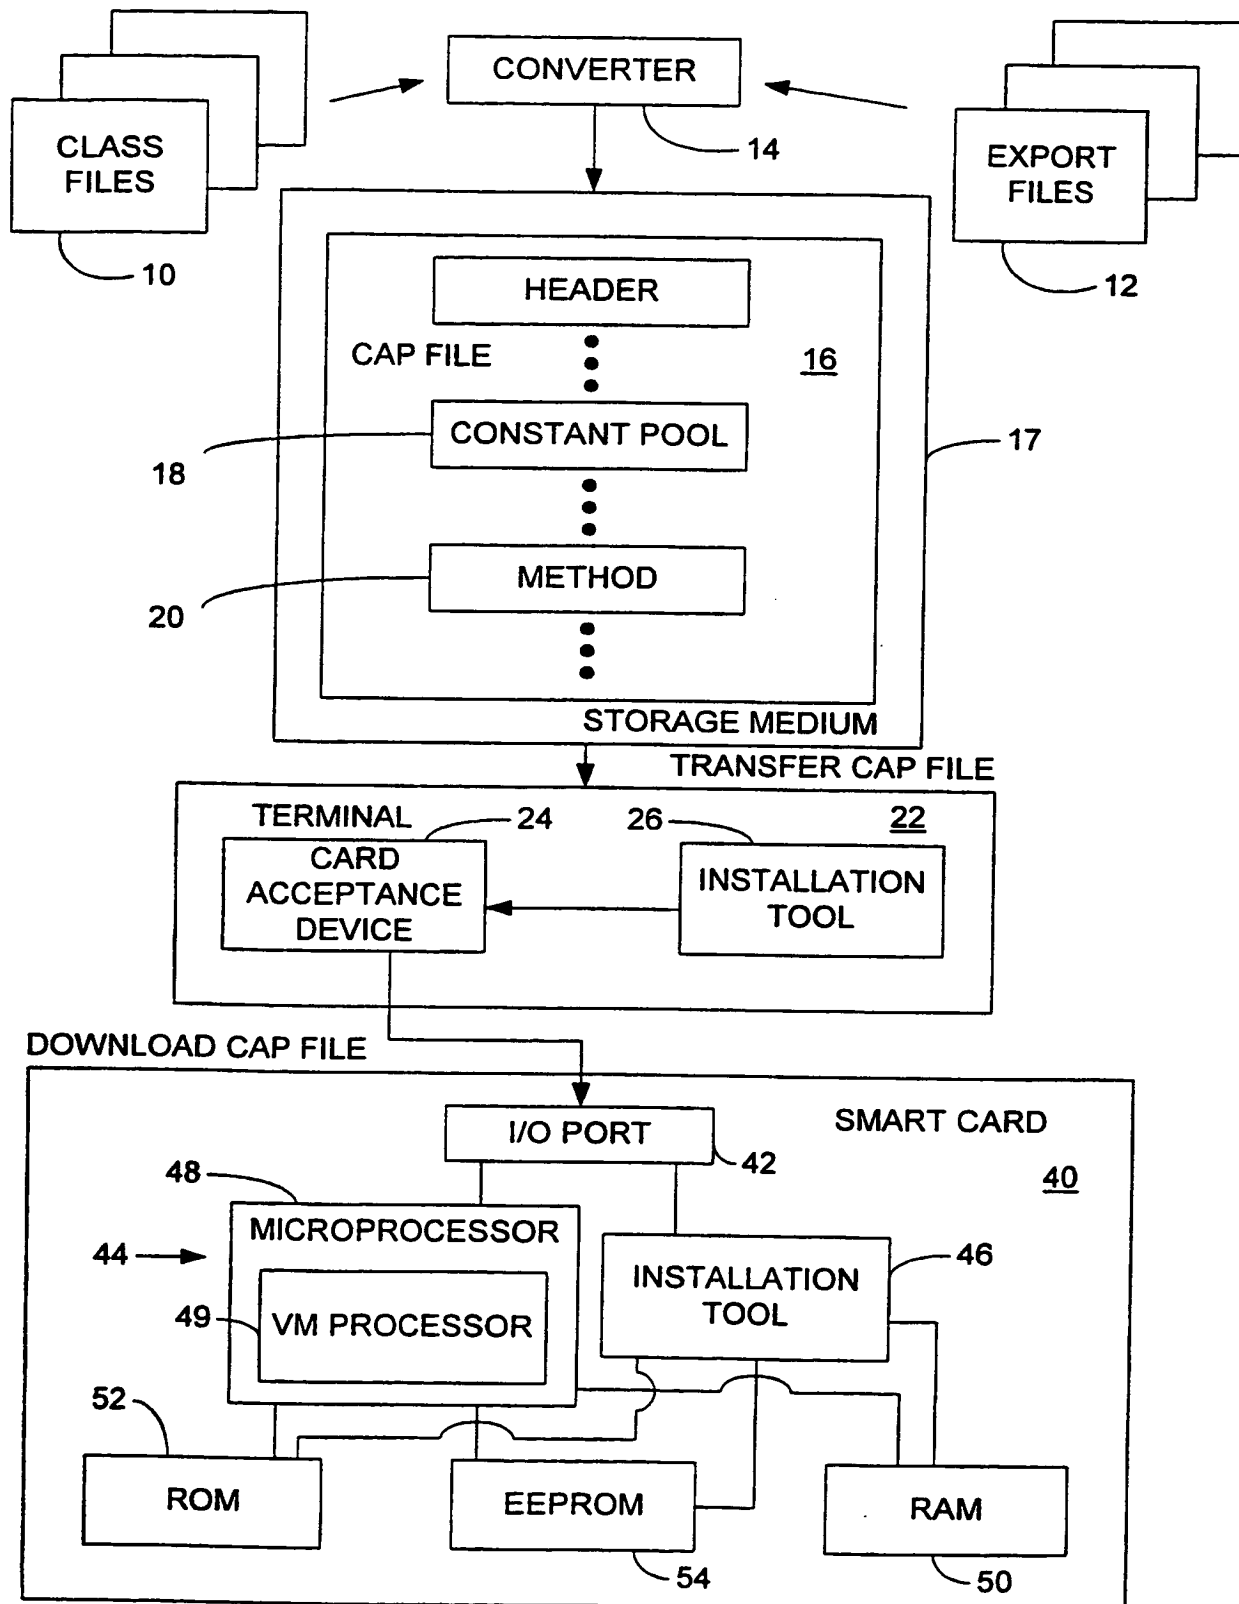 CONVERTER
14
CLASS
FILES
10
EXPORT
FILES
12
HEADER
CAP FILE
16
CONSTANT POOL
18
17
METHOD
20
STORAGE MEDIUM
TRANSFER CAP FILE
TERMINAL
24
26
22
CARD
ACCEPTANCE
DEVICE
INSTALLATION
TOOL
DOWNLOAD CAP FILE
I/O PORT
42
SMART CARD
40
48
MICROPROCESSOR
44
49
VM PROCESSOR
INSTALLATION
TOOL
46
52
ROM
EEPROM
54
RAM
50